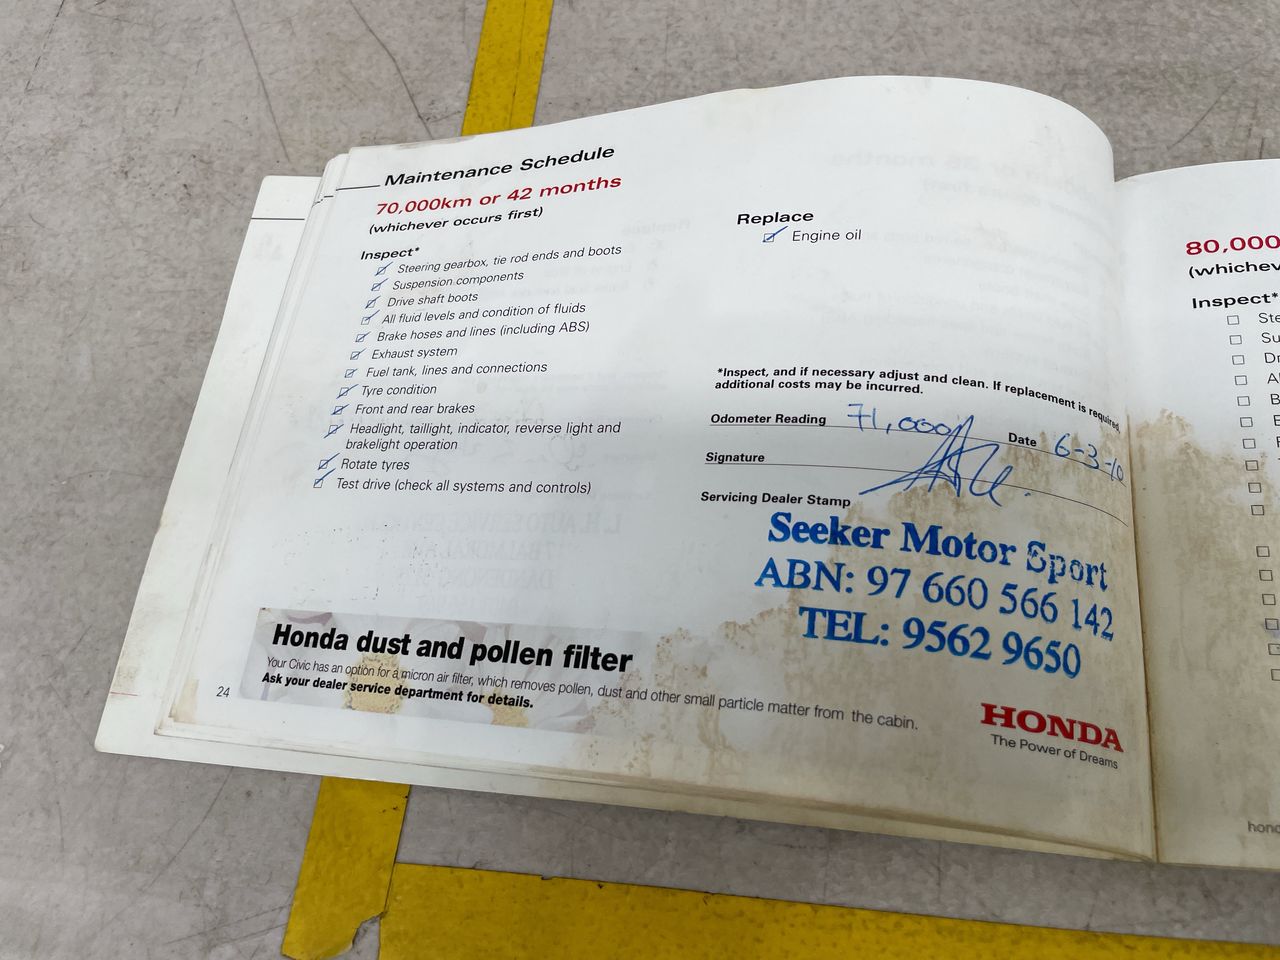 Maintenance Schedule
70,000km or 42 months
(whichever occurs first)
Inspect*
Steering gearbox, tie rod ends and boots
Suspension components
Drive shaft boots
All fluid levels and condition of fluids
Brake hoses and lines (including ABS)
Exhaust system
Fuel tank, lines and connections
Tyre condition
Front and rear brakes
Headlight, taillight, indicator, reverse light and
brakelight operation
Rotate tyres
Test drive (check all systems and controls)
Replace
Engine oil
*Inspect, and if necessary adjust and clean. If replacement is required,
additional costs may be incurred.
Odometer Reading 71,000 Date 6-3-10
Signature
Servicing Dealer Stamp
Seeker Motor Sport
ABN: 97 660 566 142
TEL: 9562 9650
Honda dust and pollen filter
Your Civic has an option for a micron air filter, which removes pollen, dust and other small particle matter from the cabin.
Ask your dealer service department for details.
24
HONDA
The Power of Dreams
80,000
(whichev
Inspect*
Ste
Su
Dr
Al
B
E
hond